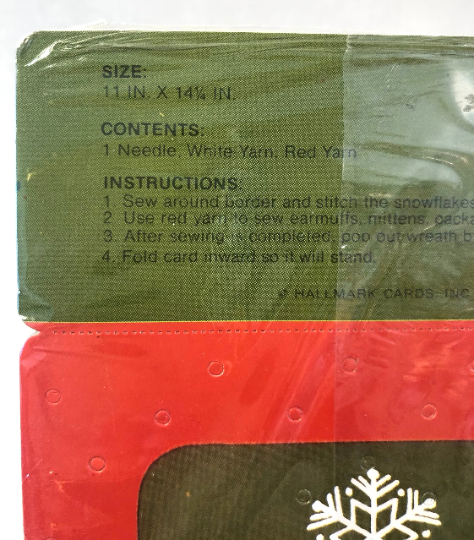 SIZE:
11 IN. X 14¼ IN.
CONTENTS:
1 Needle, White Yarn, Red Yarn
INSTRUCTIONS:
1. Sew around border and stitch the snowflakes
2. Use red yarn to sew earmuffs, mittens, packa
3. After sewing is completed, pop out wreath b
4. Fold card inward so it will stand.
© HALLMARK CARDS, INC